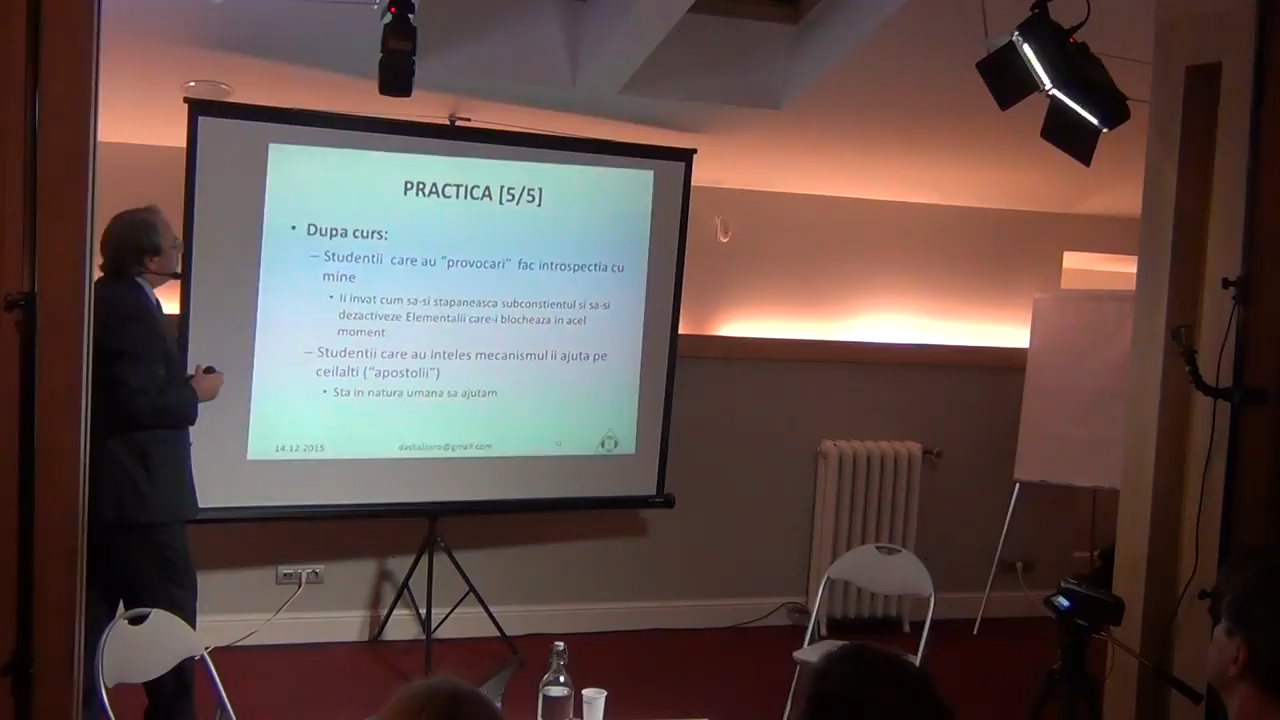 PRACTICA [5/5]
• Dupa curs:
– Studentii care au “provocari” fac introspectia cu
mine
• Ii invat cum sa-si stapaneasca subconstientul si sa-si
dezactiveze Elementalii care-i blocheaza in acel
moment
– Studentii care au inteles mecanismul ii ajuta pe
ceilalti (“apostolii”)
• Sta in natura umana sa ajutam
14.12.2015